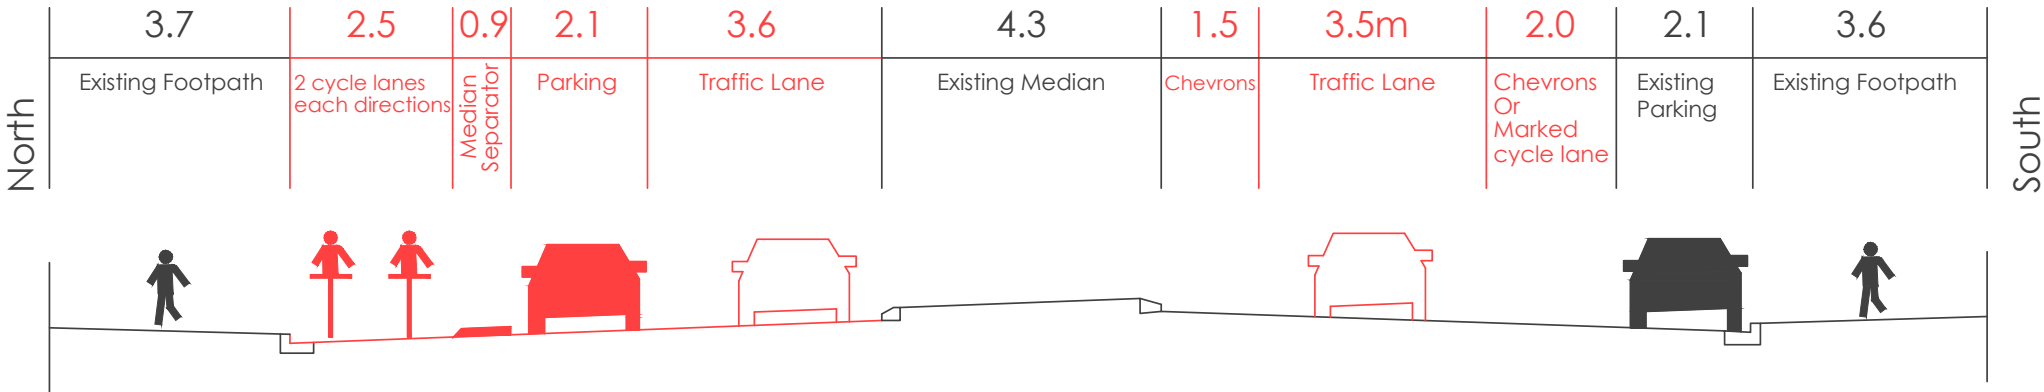 3.7 2.5 0.9 2.1 3.6 4.3 1.5 3.5m 2.0 2.1 3.6
North
Existing Footpath
2 cycle lanes
each directions
Median
Separator
Parking
Traffic Lane
Existing Median
Chevrons
Traffic Lane
Chevrons
Or
Marked
cycle lane
Existing
Parking
Existing Footpath
South